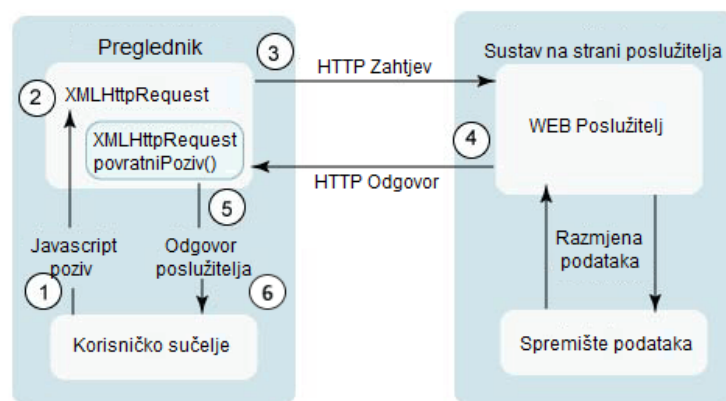 Preglednik
3
HTTP Zahtjev
Sustav na strani poslužitelja
2
XMLHttpRequest
WEB Poslužitelj
XMLHttpRequest
povratniPoziv()
4
HTTP Odgovor
5
Javascript
poziv
Odgovor
poslužitelja
Razmjena
podataka
1
6
Korisničko sučelje
Spremište podataka